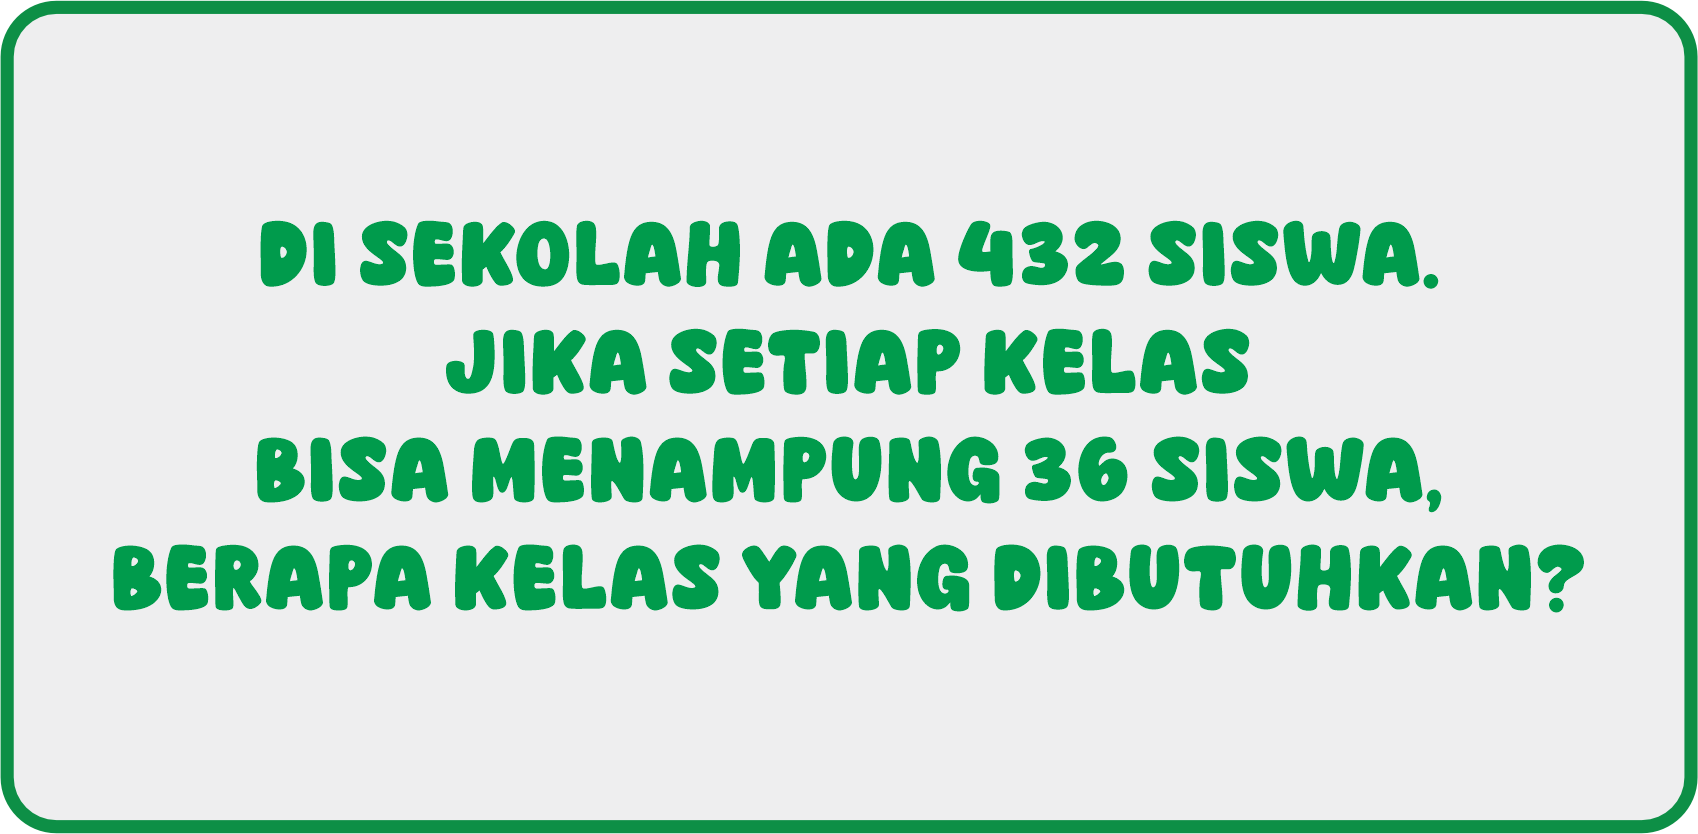 DI SEKOLAH ADA 432 SISWA.
JIKA SETIAP KELAS
BISA MENAMPUNG 36 SISWA,
BERAPA KELAS YANG DIBUTUHKAN?